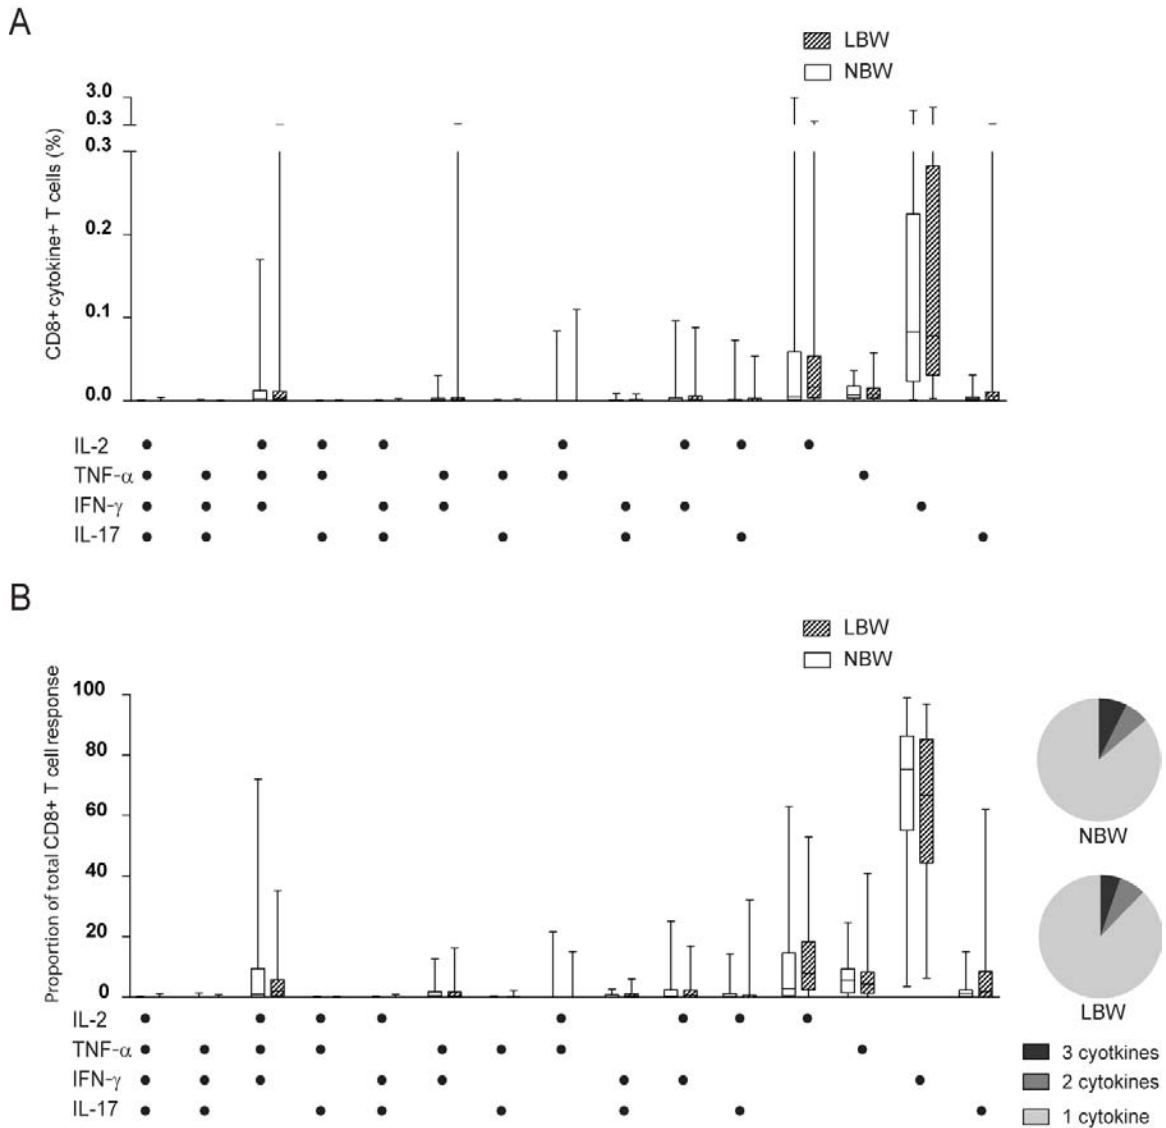 A
LBW
NBW
CD8+ cytokine+ T cells (%)
3.0
0.3
0.3
0.2
0.1
0.0
IL-2
TNF-α
IFN-γ
IL-17
B
LBW
NBW
Proportion of total CD8+ T cell response
100
80
60
40
20
0
IL-2
TNF-α
IFN-γ
IL-17
NBW
LBW
3 cyotkines
2 cytokines
1 cytokine